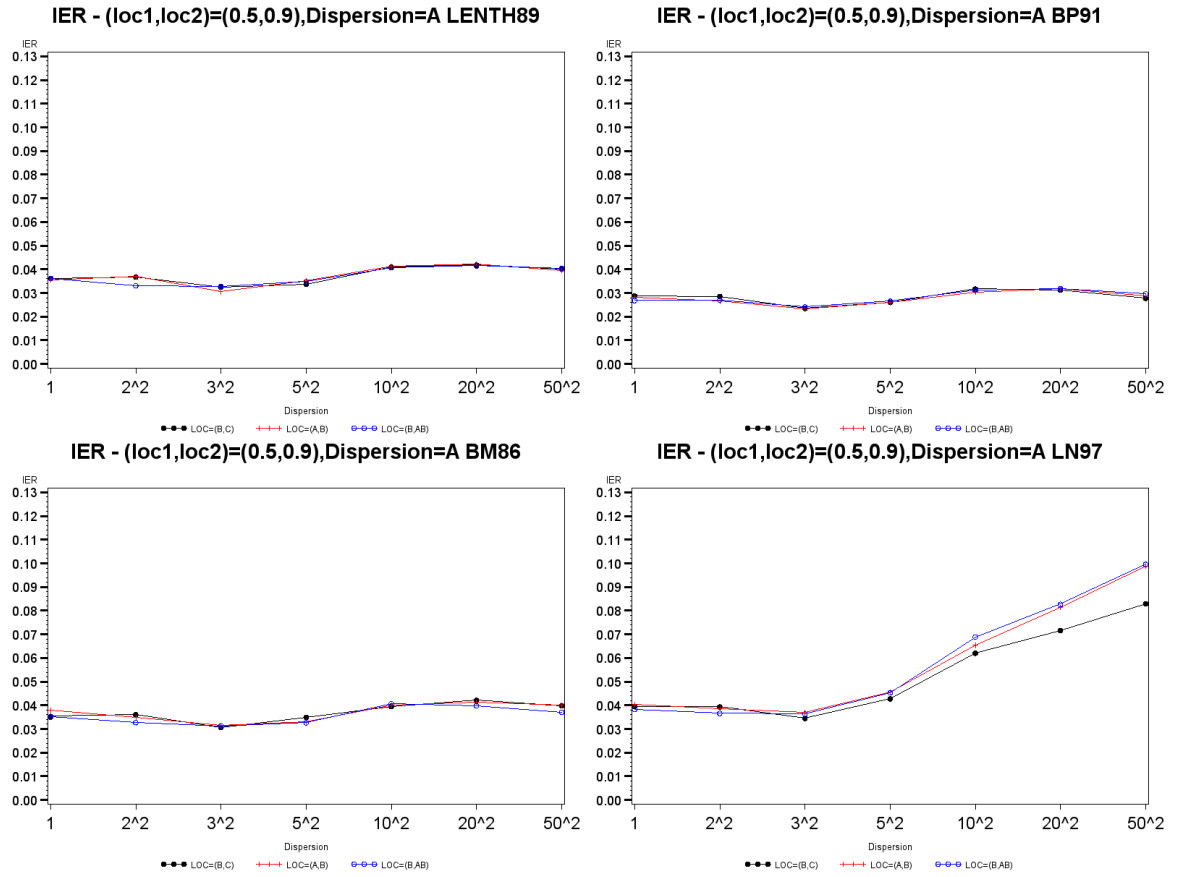 IER - (loc1,loc2)=(0.5,0.9),Dispersion=A LENTH89
IER
0.13
0.12
0.11
0.10
0.09
0.08
0.07
0.06
0.05
0.04
0.03
0.02
0.01
0.00
1 2^2 3^2 5^2 10^2 20^2 50^2
Dispersion
LOC=(B,C) LOC=(A,B) LOC=(B,AB)
IER - (loc1,loc2)=(0.5,0.9),Dispersion=A BP91
IER
0.13
0.12
0.11
0.10
0.09
0.08
0.07
0.06
0.05
0.04
0.03
0.02
0.01
0.00
1 2^2 3^2 5^2 10^2 20^2 50^2
Dispersion
LOC=(B,C) LOC=(A,B) LOC=(B,AB)
IER - (loc1,loc2)=(0.5,0.9),Dispersion=A BM86
IER
0.13
0.12
0.11
0.10
0.09
0.08
0.07
0.06
0.05
0.04
0.03
0.02
0.01
0.00
1 2^2 3^2 5^2 10^2 20^2 50^2
Dispersion
LOC=(B,C) LOC=(A,B) LOC=(B,AB)
IER - (loc1,loc2)=(0.5,0.9),Dispersion=A LN97
IER
0.13
0.12
0.11
0.10
0.09
0.08
0.07
0.06
0.05
0.04
0.03
0.02
0.01
0.00
1 2^2 3^2 5^2 10^2 20^2 50^2
Dispersion
LOC=(B,C) LOC=(A,B) LOC=(B,AB)